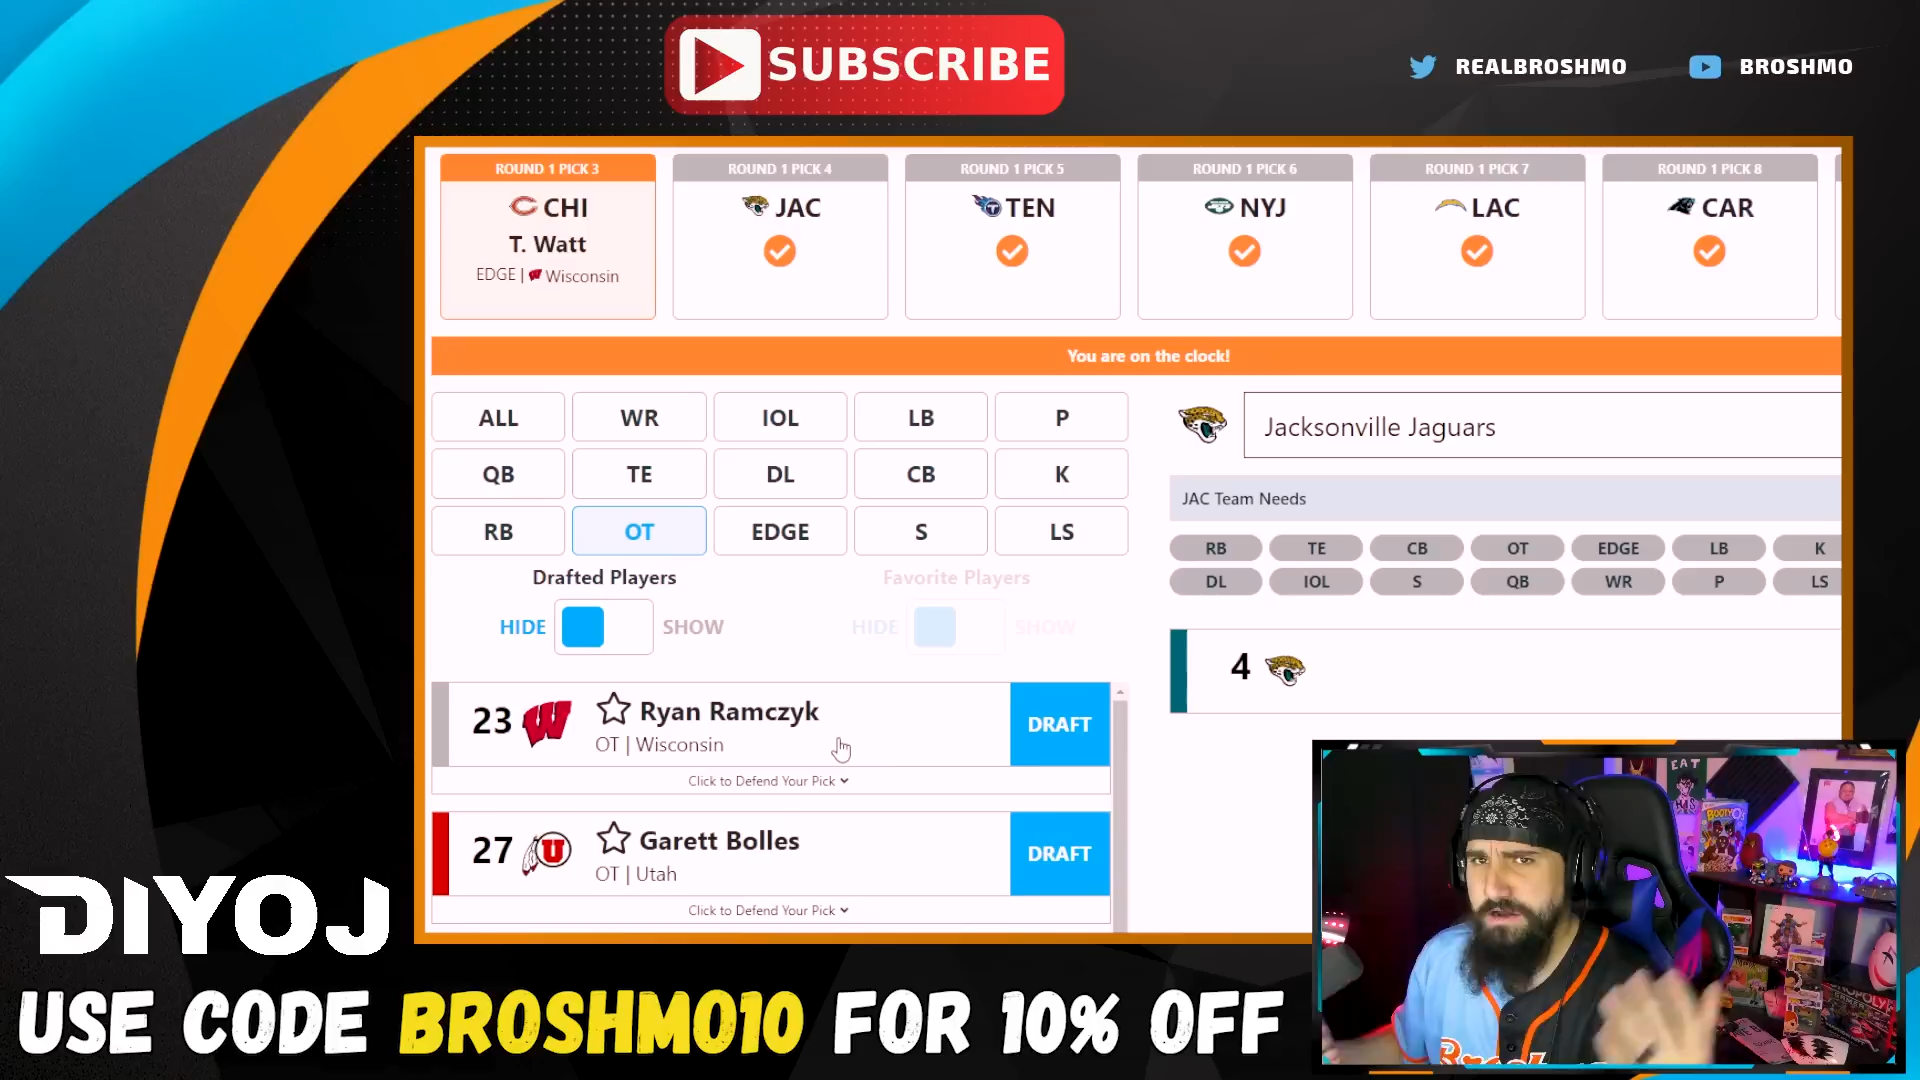 SUBSCRIBE
REALBROSHMO
BROSHMO
ROUND 1 PICK 3
CHI
T. Watt
EDGE | Wisconsin
ROUND 1 PICK 4
JAC
ROUND 1 PICK 5
TEN
ROUND 1 PICK 6
NYJ
ROUND 1 PICK 7
LAC
ROUND 1 PICK 8
CAR
You are on the clock!
ALL WR IOL LB P
QB TE DL CB K
RB OT EDGE S LS
Drafted Players
HIDE SHOW
Favorite Players
HIDE SHOW
23 W Ryan Ramczyk
OT | Wisconsin
DRAFT
Click to Defend Your Pick
27 U Garett Bolles
OT | Utah
DRAFT
Click to Defend Your Pick
Jacksonville Jaguars
JAC Team Needs
RB TE CB OT EDGE LB K
DL IOL S QB WR P LS
4
EAT
BOOTYO'S
DIYOJ
USE CODE BROSHMO10 FOR 10% OFF